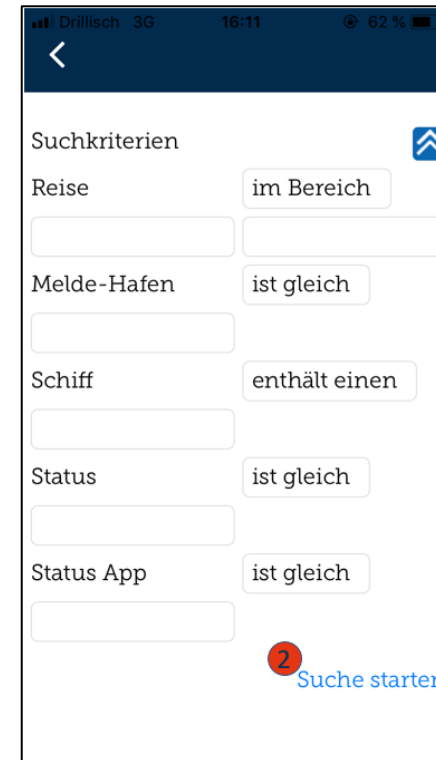 Drillisch 3G 16:11 62 %
Suchkriterien
Reise im Bereich
Melde-Hafen ist gleich
Schiff enthält einen
Status ist gleich
Status App ist gleich
2
Suche starten